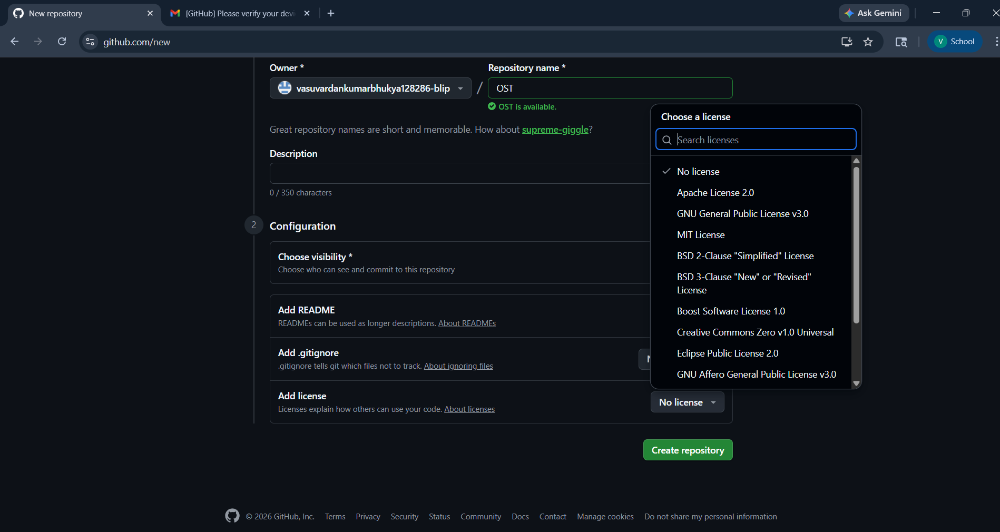 New repository
[GitHub] Please verify your devi
Ask Gemini
github.com/new
V School
Owner *
Repository name *
vasuvardankumarbhukya128286-blip / OST
OST is available.
Great repository names are short and memorable. How about supreme-giggle?
Description
0 / 350 characters
2 Configuration
Choose visibility *
Choose who can see and commit to this repository
Add README
READMEs can be used as longer descriptions. About READMEs
Add .gitignore
.gitignore tells git which files not to track. About ignoring files
Add license
Licenses explain how others can use your code. About licenses
No license
Choose a license
Search licenses
No license
Apache License 2.0
GNU General Public License v3.0
MIT License
BSD 2-Clause "Simplified" License
BSD 3-Clause "New" or "Revised"
License
Boost Software License 1.0
Creative Commons Zero v1.0 Universal
Eclipse Public License 2.0
GNU Affero General Public License v3.0
Create repository
© 2026 GitHub, Inc. Terms Privacy Security Status Community Docs Contact Manage cookies Do not share my personal information